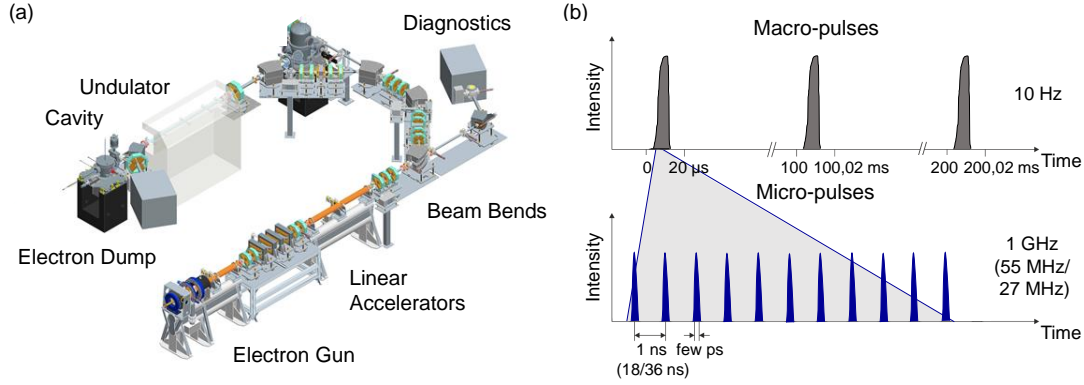 (a)
Diagnostics
Undulator
Cavity
Beam Bends
Electron Dump
Linear
Accelerators
Electron Gun
(b)
Macro-pulses
Intensity
10 Hz
0 20 µs
100 100,02 ms
200 200,02 ms
Time
Micro-pulses
Intensity
1 GHz
(55 MHz/
27 MHz)
Time
1 ns
few ps
(18/36 ns)